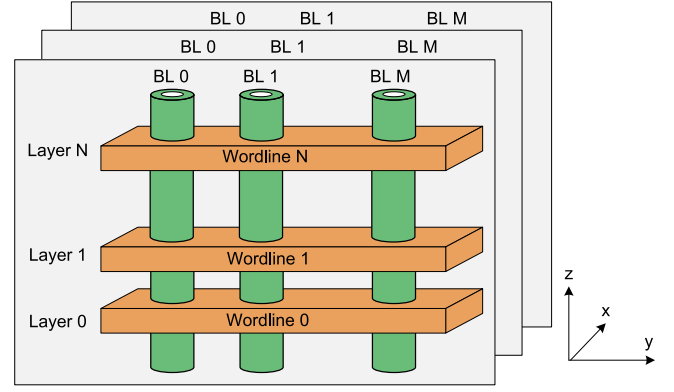 BL 0 BL 1 BL M
BL 0 BL 1 BL M
BL 0 BL 1 BL M
Layer N Wordline N
Layer 1 Wordline 1
Layer 0 Wordline 0
z
x
y